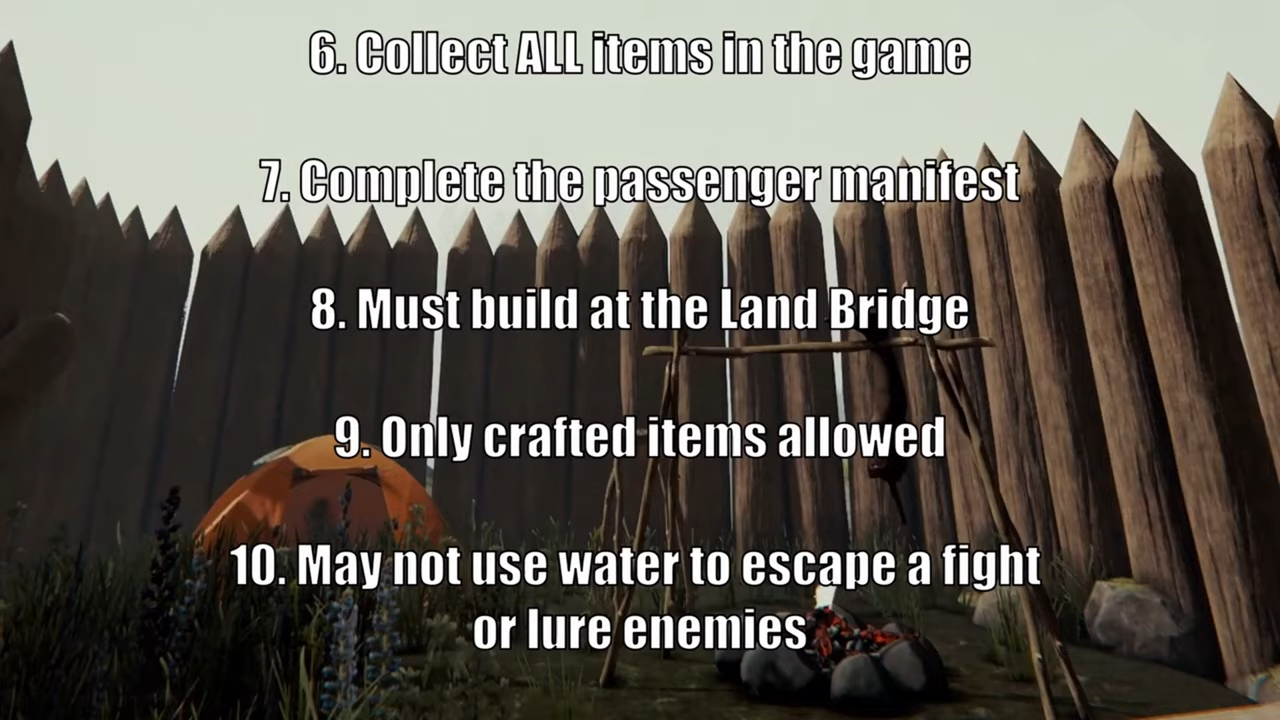 6. Collect ALL items in the game
7. Complete the passenger manifest
8. Must build at the Land Bridge
9. Only crafted items allowed
10. May not use water to escape a fight
or lure enemies